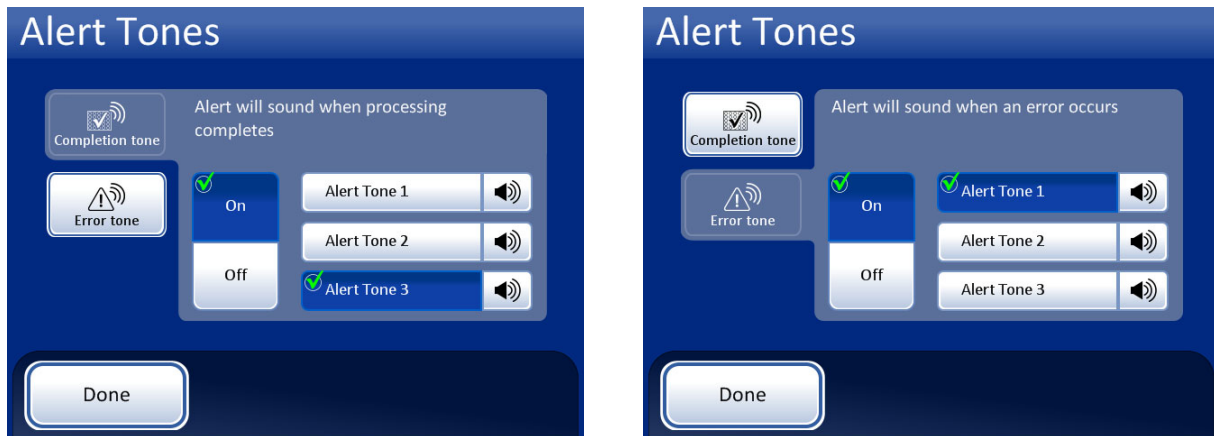 Alert Tones
Completion tone
Alert will sound when processing
completes
Error tone
On
Off
Alert Tone 1
Alert Tone 2
Alert Tone 3
Done
Alert Tones
Completion tone
Alert will sound when an error occurs
Error tone
On
Off
Alert Tone 1
Alert Tone 2
Alert Tone 3
Done